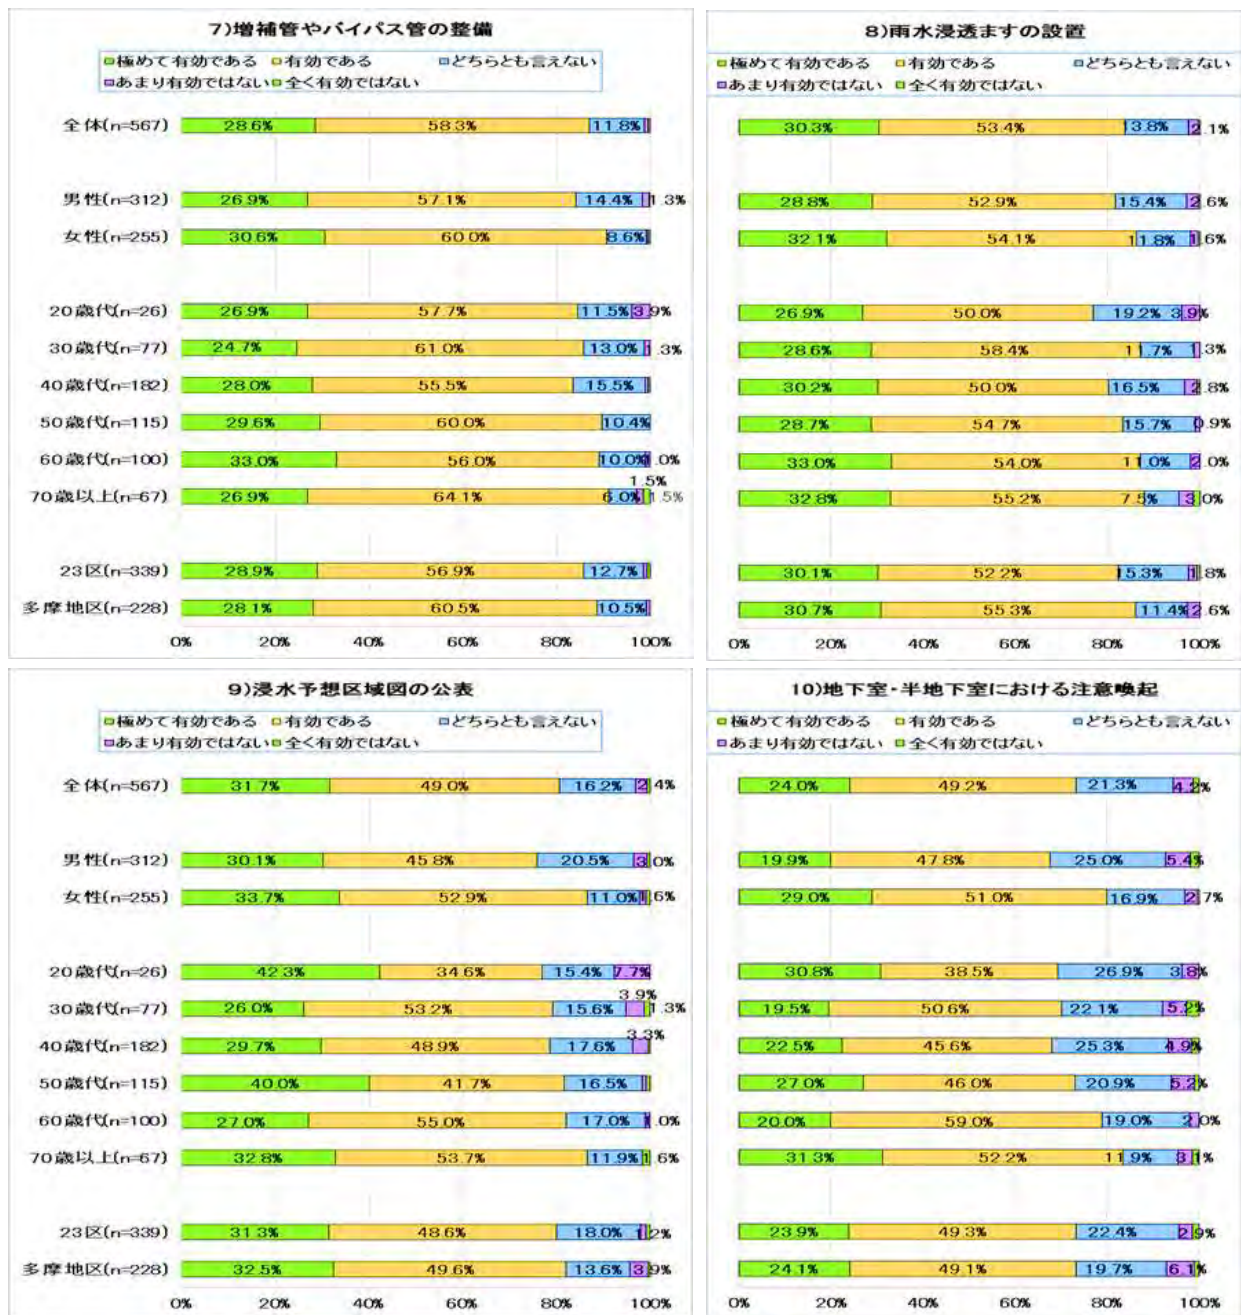 7)増補管やバイパス管の整備
極めて有効である 有効である どちらとも言えない
あまり有効ではない 全く有効ではない
全体(n=567) 28.6% 58.3% 11.8%
男性(n=312) 26.9% 57.1% 14.4% 1.3%
女性(n=255) 30.6% 60.0% 8.6%
20歳代(n=26) 26.9% 57.7% 11.5% 3.9%
30歳代(n=77) 24.7% 61.0% 13.0% 1.3%
40歳代(n=182) 28.0% 55.5% 15.5%
50歳代(n=115) 29.6% 60.0% 10.4%
60歳代(n=100) 33.0% 56.0% 10.0% 1.0%
70歳以上(n=67) 26.9% 64.1% 6.0% 1.5% 1.5%
23区(n=339) 28.9% 56.9% 12.7%
多摩地区(n=228) 28.1% 60.5% 10.5%
0% 20% 40% 60% 80% 100%
8)雨水浸透ますの設置
極めて有効である 有効である どちらとも言えない
あまり有効ではない 全く有効ではない
30.3% 53.4% 13.8% 2.1%
28.8% 52.9% 15.4% 2.6%
32.1% 54.1% 11.8% 1.6%
26.9% 50.0% 19.2% 3.9%
28.6% 58.4% 11.7% 1.3%
30.2% 50.0% 16.5% 2.8%
28.7% 54.7% 15.7% 0.9%
33.0% 54.0% 11.0% 2.0%
32.8% 55.2% 7.5% 3.0%
30.1% 52.2% 15.3% 1.8%
30.7% 55.3% 11.4% 2.6%
0% 20% 40% 60% 80% 100%
9)浸水予想区域図の公表
極めて有効である 有効である どちらとも言えない
あまり有効ではない 全く有効ではない
全体(n=567) 31.7% 49.0% 16.2% 2.4%
男性(n=312) 30.1% 45.8% 20.5% 3.0%
女性(n=255) 33.7% 52.9% 11.0% 1.6%
20歳代(n=26) 42.3% 34.6% 15.4% 7.7%
30歳代(n=77) 26.0% 53.2% 15.6% 3.9% 1.3%
40歳代(n=182) 29.7% 48.9% 17.6% 3.3%
50歳代(n=115) 40.0% 41.7% 16.5%
60歳代(n=100) 27.0% 55.0% 17.0% 1.0%
70歳以上(n=67) 32.8% 53.7% 11.9% 1.6%
23区(n=339) 31.3% 48.6% 18.0% 1.2%
多摩地区(n=228) 32.5% 49.6% 13.6% 3.9%
0% 20% 40% 60% 80% 100%
10)地下室・半地下室における注意喚起
極めて有効である 有効である どちらとも言えない
あまり有効ではない 全く有効ではない
24.0% 49.2% 21.3% 4.2%
19.9% 47.8% 25.0% 5.4%
29.0% 51.0% 16.9% 2.7%
30.8% 38.5% 26.9% 3.8%
19.5% 50.6% 22.1% 5.2%
22.5% 45.6% 25.3% 4.9%
27.0% 46.0% 20.9% 5.2%
20.0% 59.0% 19.0% 2.0%
31.3% 52.2% 11.9% 3.1%
23.9% 49.3% 22.4% 2.9%
24.1% 49.1% 19.7% 6.1%
0% 20% 40% 60% 80% 100%